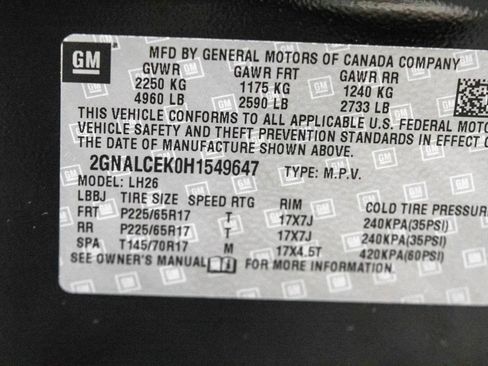 GM
MFD BY GENERAL MOTORS OF CANADA COMPANY
GVWR GAWR FRT GAWR RR
2250 KG 1175 KG 1240 KG
4960 LB 2590 LB 2733 LB
THIS VEHICLE CONFORMS TO ALL APPLICABLE U.S. FEDERAL MOTOR
VEHICLE SAFETY AND THEFT PREVENTION STANDARDS IN EFFECT O
THE DATE OF MANUFACTURE SHOWN ABOVE.
2GNALCEK0H1549647 TYPE: M.P.V.
MODEL: LH26
LBBJ TIRE SIZE SPEED RTG RIM COLD TIRE PRESSUR
FRT P225/65R17 T 17X7J 240KPA(35PSI)
RR P225/65R17 T 17X7J 240KPA(35PSI)
SPA T145/70R17 M 17X4.5T 420KPA(60PSI)
SEE OWNER'S MANUAL FOR MORE INFORMATION